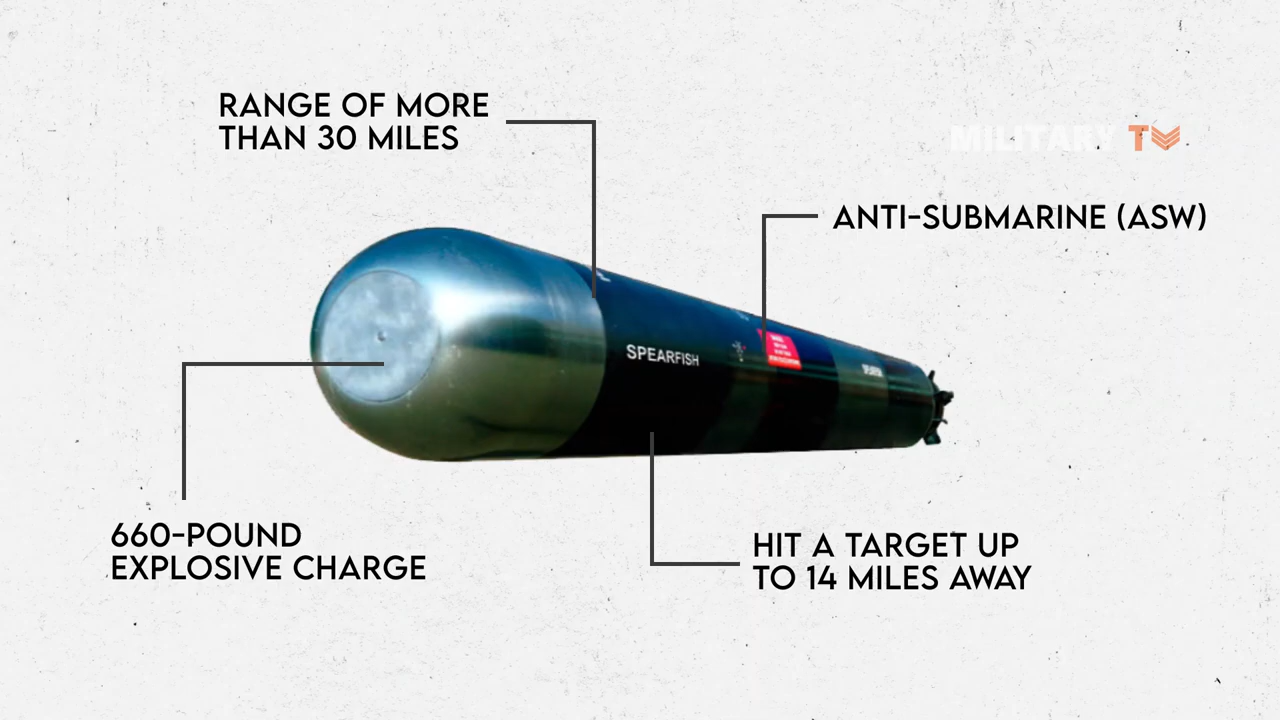 RANGE OF MORE
THAN 30 MILES
MILITARY TV
ANTI-SUBMARINE (ASW)
SPEARFISH
660-POUND
EXPLOSIVE CHARGE
HIT A TARGET UP
TO 14 MILES AWAY